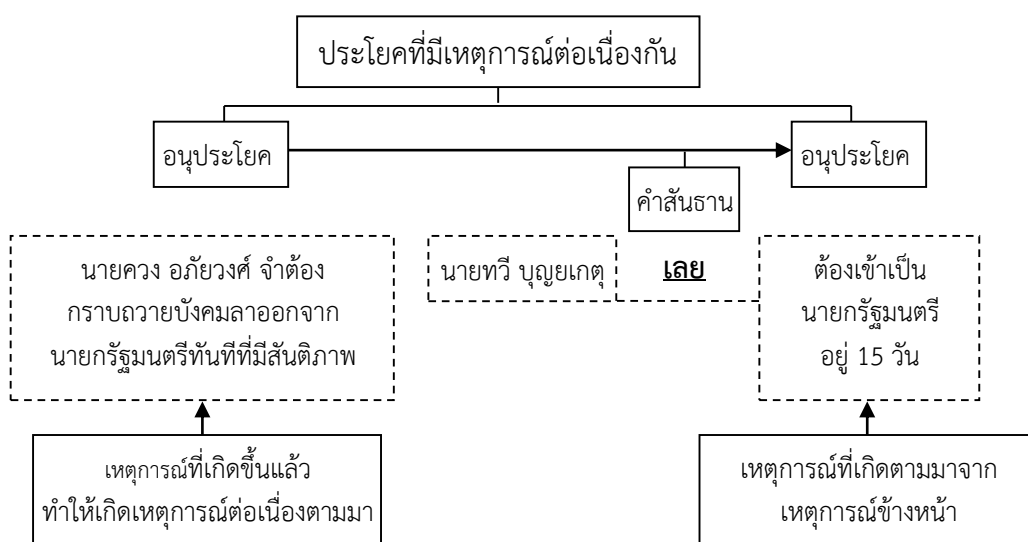 ประโยคที่มีเหตุการณ์ต่อเนื่องกัน
อนุประโยค
อนุประโยค
คำสันธาน
นายควง อภัยวงศ์ จำต้อง
กราบถวายบังคมลาออกจาก
นายกรัฐมนตรีทันทีที่มีสันติภาพ
นายทวี บุญยเกตุ
เลย
ต้องเข้าเป็น
นายกรัฐมนตรี
อยู่ 15 วัน
เหตุการณ์ที่เกิดขึ้นแล้ว
ทำให้เกิดเหตุการณ์ต่อเนื่องตามมา
เหตุการณ์ที่เกิดตามมาจาก
เหตุการณ์ข้างหน้า